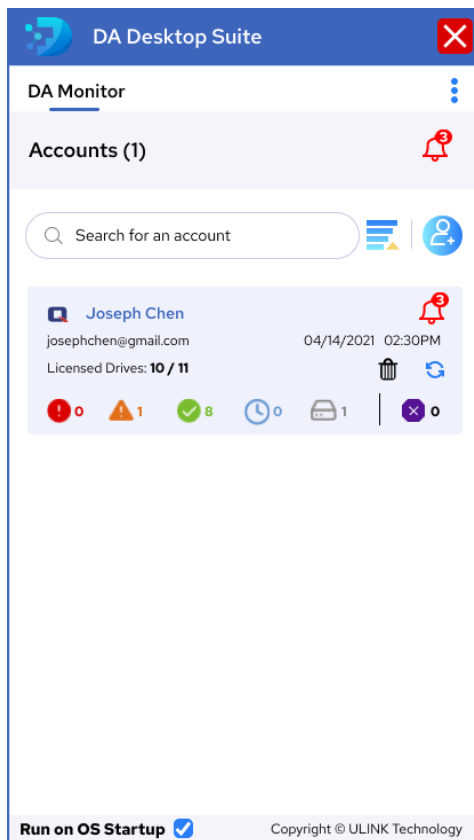 DA Desktop Suite
DA Monitor
Accounts (1)
3
Search for an account
Joseph Chen
3
josephchen@gmail.com
04/14/2021 02:30PM
Licensed Drives: 10 / 11
0 1 8 0 1 0
Run on OS Startup
Copyright © ULINK Technology